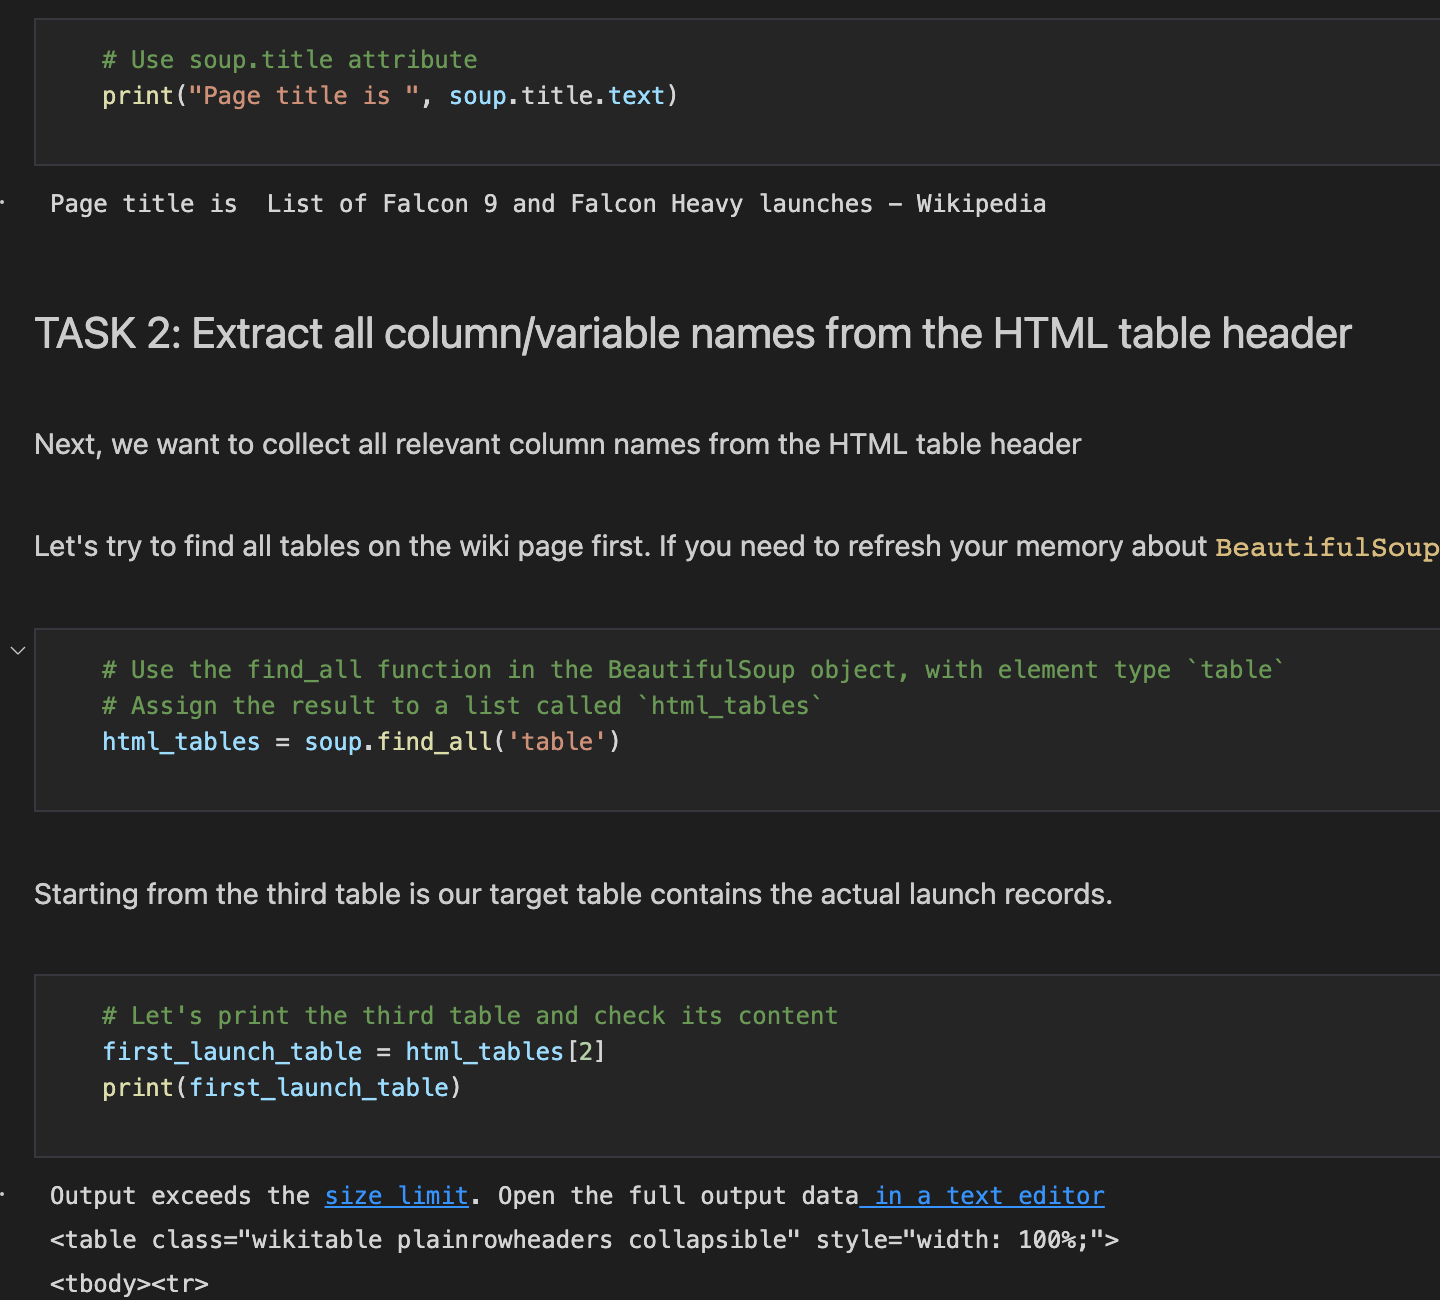 # Use soup.title attribute
print("Page title is ", soup.title.text)
Page title is  List of Falcon 9 and Falcon Heavy launches – Wikipedia
TASK 2: Extract all column/variable names from the HTML table header
Next, we want to collect all relevant column names from the HTML table header
Let's try to find all tables on the wiki page first. If you need to refresh your memory about BeautifulSoup
# Use the find_all function in the BeautifulSoup object, with element type `table`
# Assign the result to a list called `html_tables`
html_tables = soup.find_all('table')
Starting from the third table is our target table contains the actual launch records.
# Let's print the third table and check its content
first_launch_table = html_tables[2]
print(first_launch_table)
Output exceeds the size limit. Open the full output data in a text editor
<table class="wikitable plainrowheaders collapsible" style="width: 100%;">
<tbody><tr>